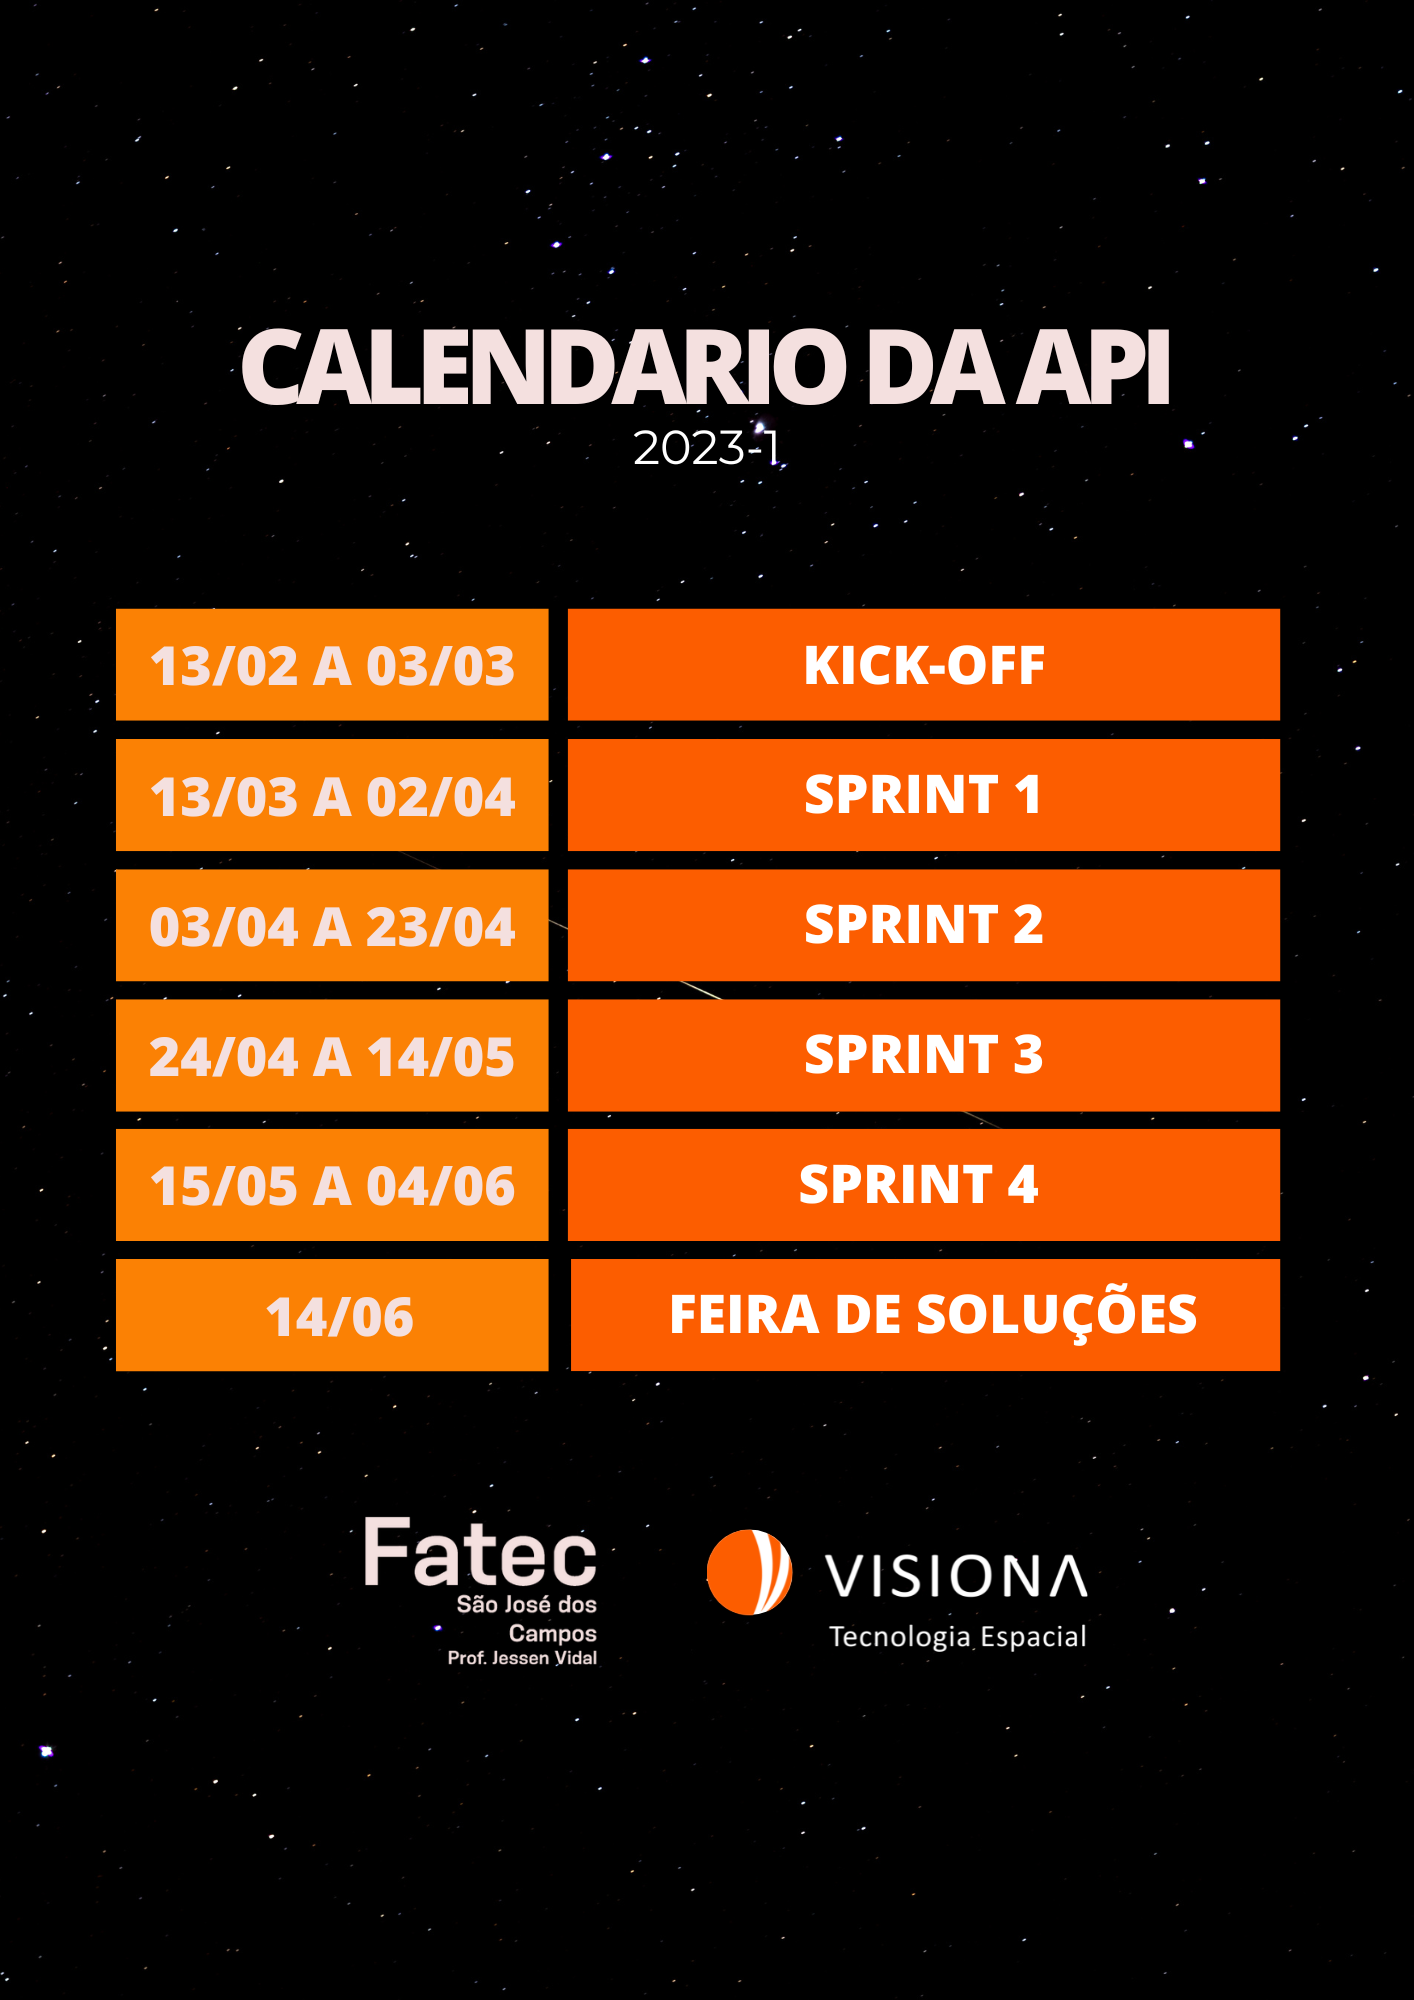 CALENDARIO DA API
2023-1
13/02 A 03/03 KICK-OFF
13/03 A 02/04 SPRINT 1
03/04 A 23/04 SPRINT 2
24/04 A 14/05 SPRINT 3
15/05 A 04/06 SPRINT 4
14/06 FEIRA DE SOLUÇÕES
Fatec
São José dos
Campos
Prof. Jessen Vidal
VISIONA
Tecnologia Espacial